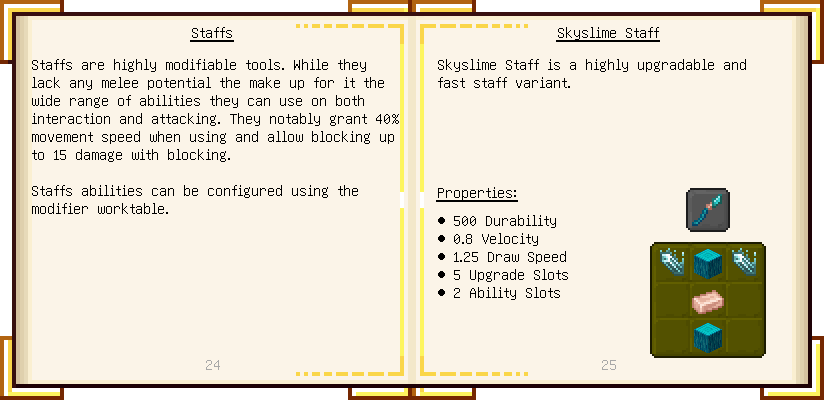 Staffs
Staffs are highly modifiable tools. While they
lack any melee potential the make up for it the
wide range of abilities they can use on both
interaction and attacking. They notably grant 40%
movement speed when using and allow blocking up
to 15 damage with blocking.
Staffs abilities can be configured using the
modifier worktable.
24
Skyslime Staff
Skyslime Staff is a highly upgradable and
fast staff variant.
Properties:
● 500 Durability
● 0.8 Velocity
● 1.25 Draw Speed
● 5 Upgrade Slots
● 2 Ability Slots
25